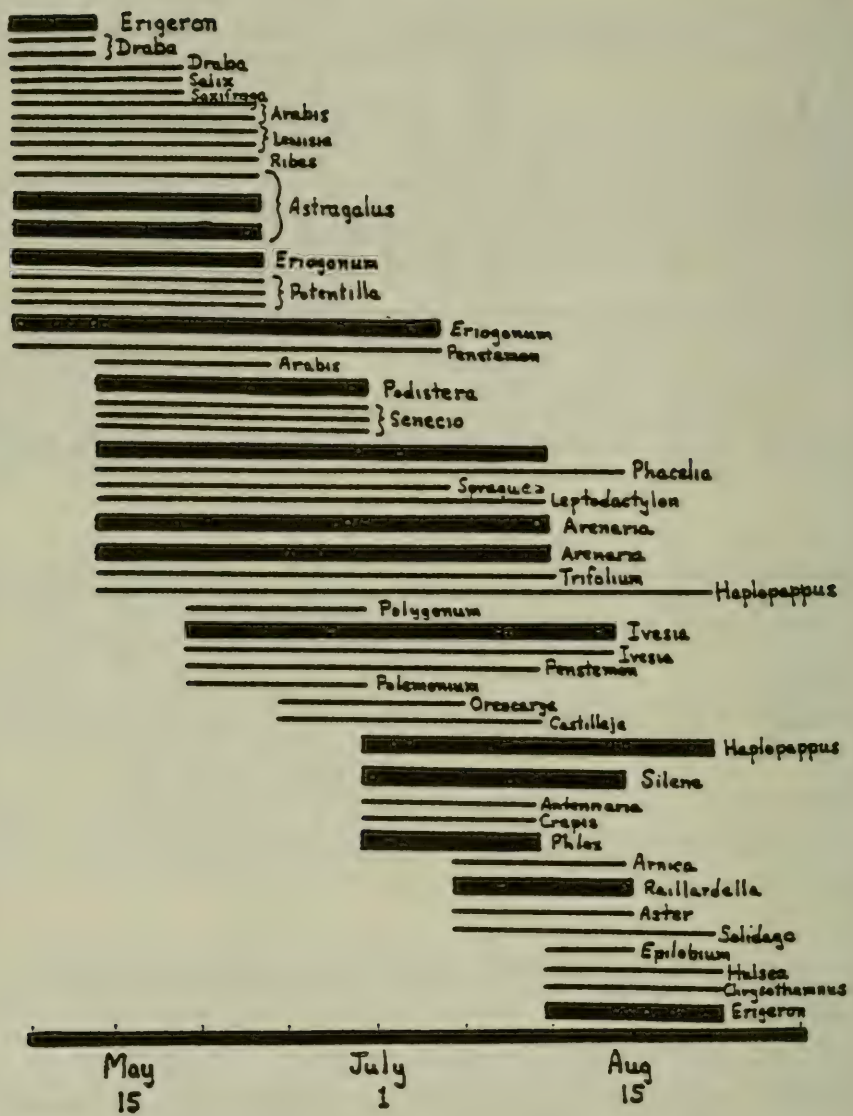 Erigeron
Draba
Draba
Salix
Saxifraga
Arabis
Lewisia
Ribes
Astragalus
Eriogonum
Potentilla
Eriogonum
Penstemon
Arabis
Podistera
Senecio
Phacelia
Leptodactylon
Arenaria
Arenaria
Trifolium
Haplopappus
Polygonum
Ivesia
Ivesia
Penstemon
Polemonium
Oreocarya
Castilleja
Haplopappus
Silene
Antennaria
Crepis
Phlox
Arnica
Raillardella
Aster
Solidago
Epilobium
Hulsea
Chrysothamnus
Erigeron
May July Aug
15 1 15